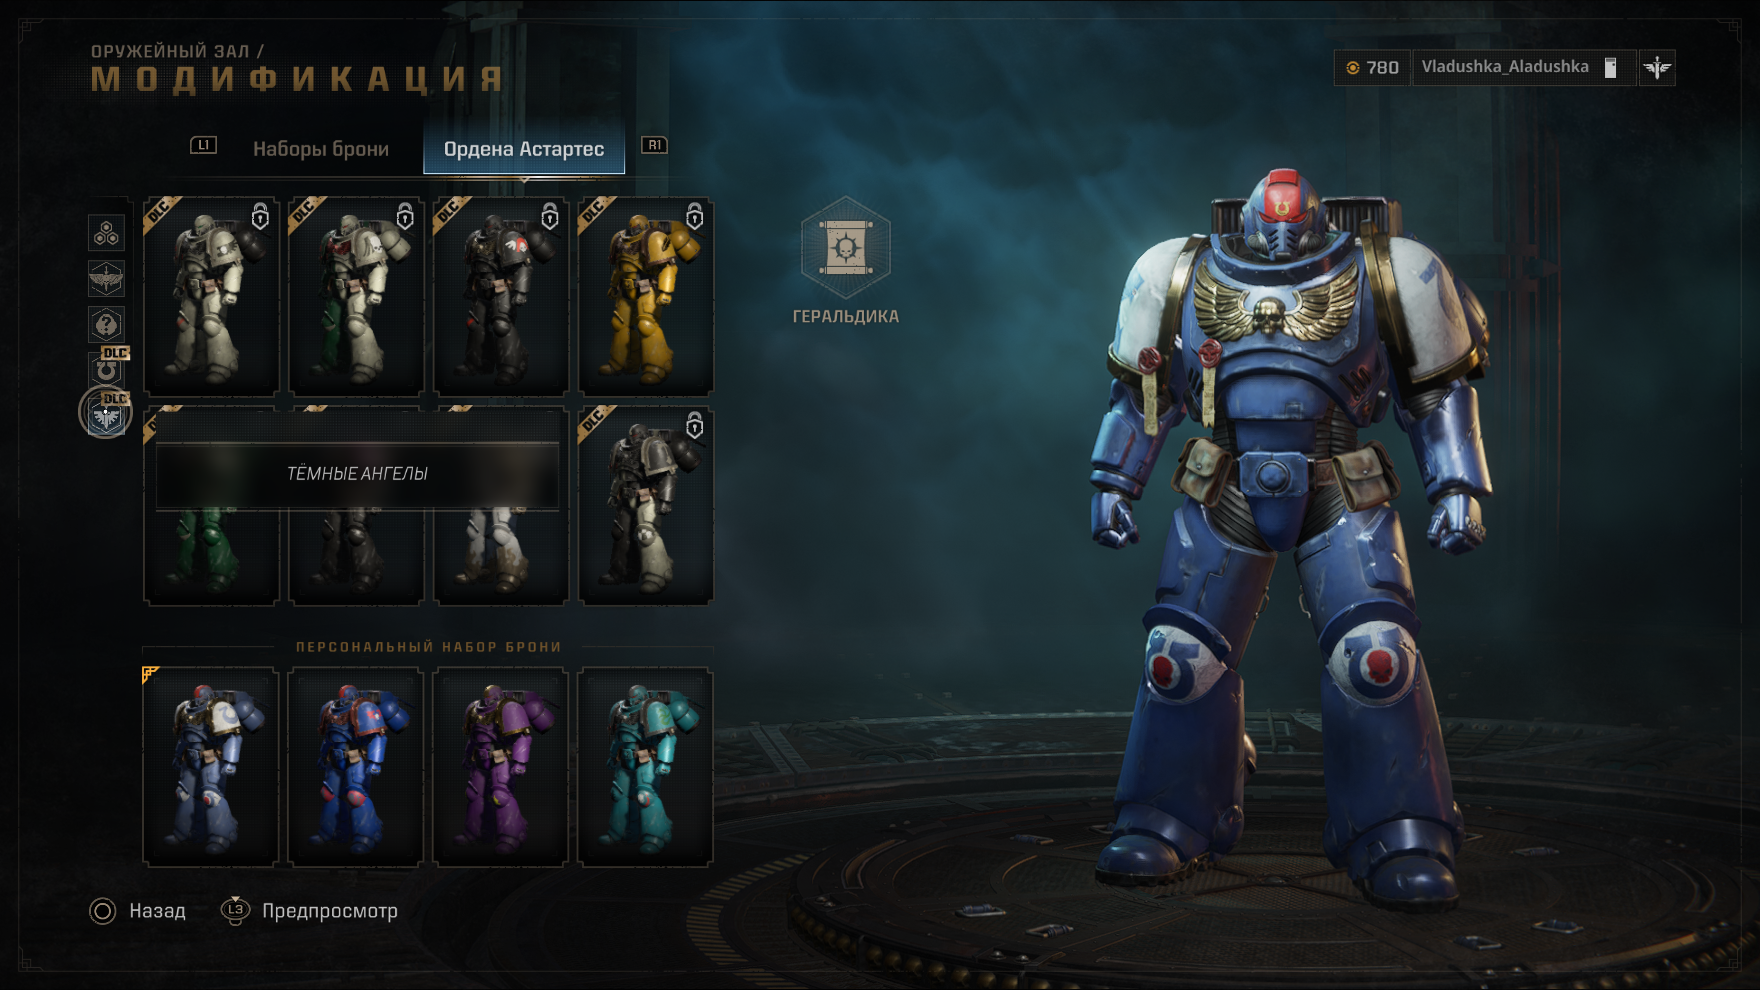 ОРУЖЕЙНЫЙ ЗАЛ /
МОДИФИКАЦИЯ
780
Vladushka_Aladushka
L1
Наборы брони
Ордена Астартес
R1
DLC
DLC
DLC
DLC
DLC
DLC
DLC
DLC
ГЕРАЛЬДИКА
ТЁМНЫЕ АНГЕЛЫ
ПЕРСОНАЛЬНЫЙ НАБОР БРОНИ
Назад
L3
Предпросмотр